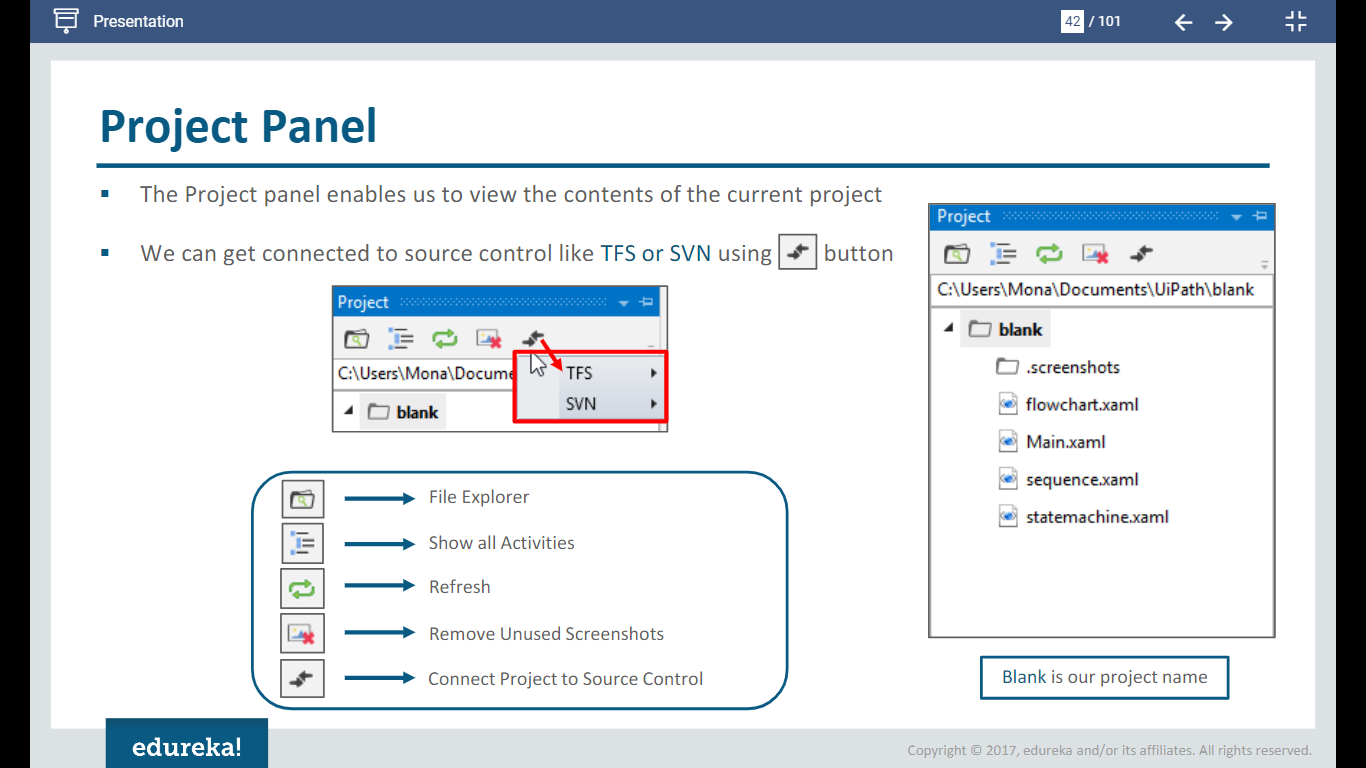 Presentation
42 / 101
Project Panel
The Project panel enables us to view the contents of the current project
We can get connected to source control like TFS or SVN using button
Project
C:\Users\Mona\Docume
TFS
SVN
blank
File Explorer
Show all Activities
Refresh
Remove Unused Screenshots
Connect Project to Source Control
Project
C:\Users\Mona\Documents\UiPath\blank
blank
.screenshots
flowchart.xaml
Main.xaml
sequence.xaml
statemachine.xaml
Blank is our project name
edureka!
Copyright © 2017, edureka and/or its affiliates. All rights reserved.